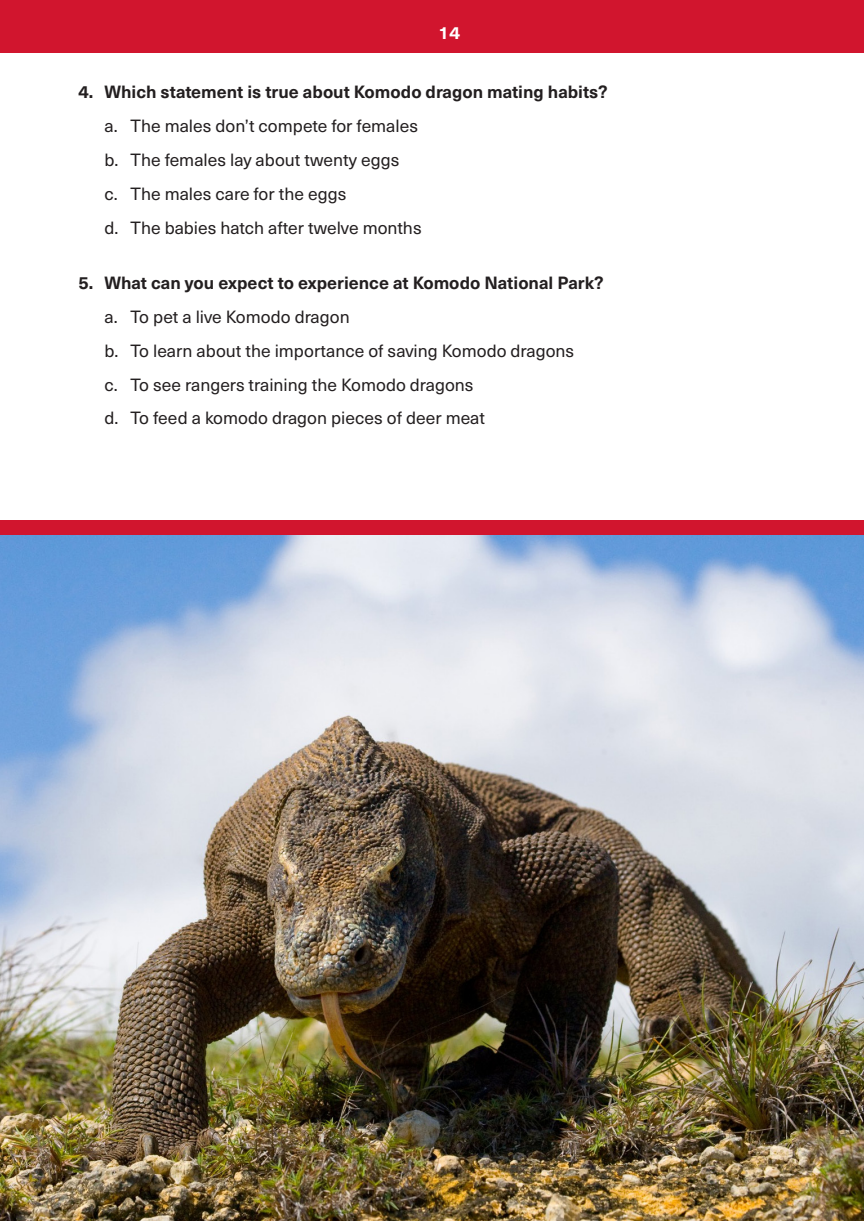 14
4. Which statement is true about Komodo dragon mating habits?
a. The males don't compete for females
b. The females lay about twenty eggs
c. The males care for the eggs
d. The babies hatch after twelve months
5. What can you expect to experience at Komodo National Park?
a. To pet a live Komodo dragon
b. To learn about the importance of saving Komodo dragons
c. To see rangers training the Komodo dragons
d. To feed a komodo dragon pieces of deer meat